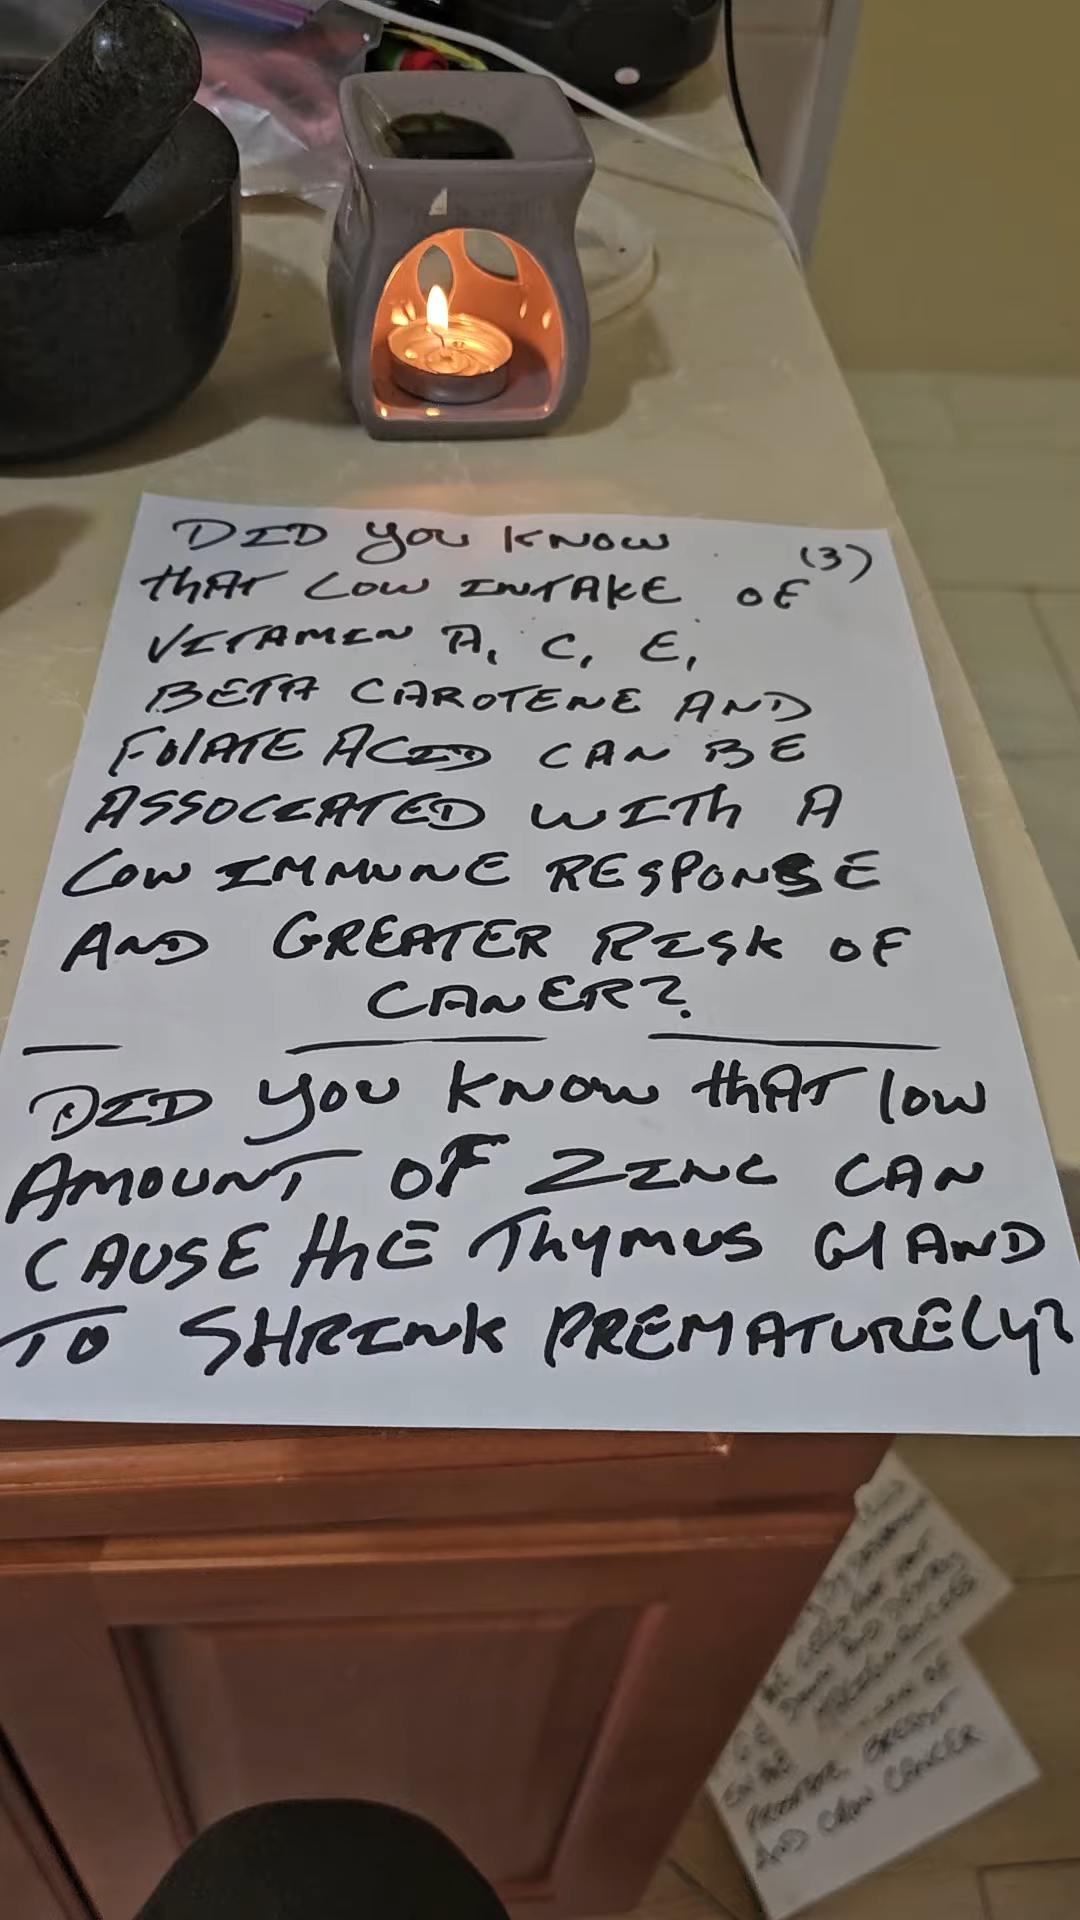 DID you KNOW
(3)
thAT LOW INTAKE OF
VITAMIN A, C, E,
BETA CAROTENE AND
FOlATE ACID CAN BE
ASSOCIATED WITh A
LOW IMMUNE RESPONSE
AND GREATER RISK OF
CANER?
DID you KNOW thAT low
AMOUNT OF ZINC CAN
CAUSE thE ThYMUS GlAND
TO SHRINK PREMATURELY?
PROSTATE, BREAST
AND COLON CANCER